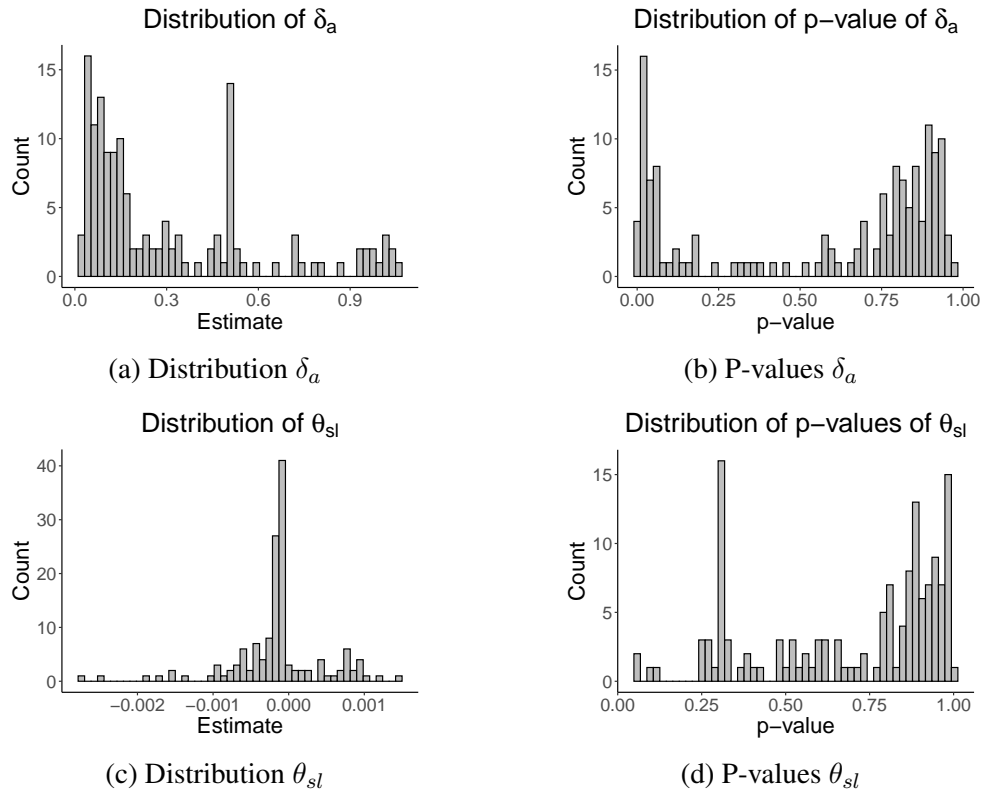 Distribution of δa
Count
15
10
5
0
0.0 0.3 0.6 0.9
Estimate
(a) Distribution δa
Distribution of p−value of δa
Count
15
10
5
0
0.00 0.25 0.50 0.75 1.00
p−value
(b) P-values δa
Distribution of θsl
Count
40
30
20
10
0
−0.002 −0.001 0.000 0.001
Estimate
(c) Distribution θsl
Distribution of p−values of θsl
Count
15
10
5
0
0.00 0.25 0.50 0.75 1.00
p−value
(d) P-values θsl